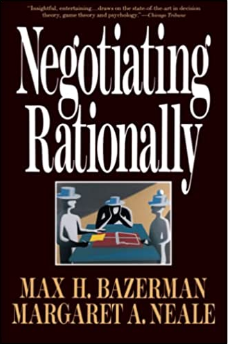 "Insightful, entertaining...draws on the state-of-the-art in decision
theory, game theory and psychology."—Chicago Tribune
Negotiating
Rationally
MAX H. BAZERMAN
MARGARET A. NEALE